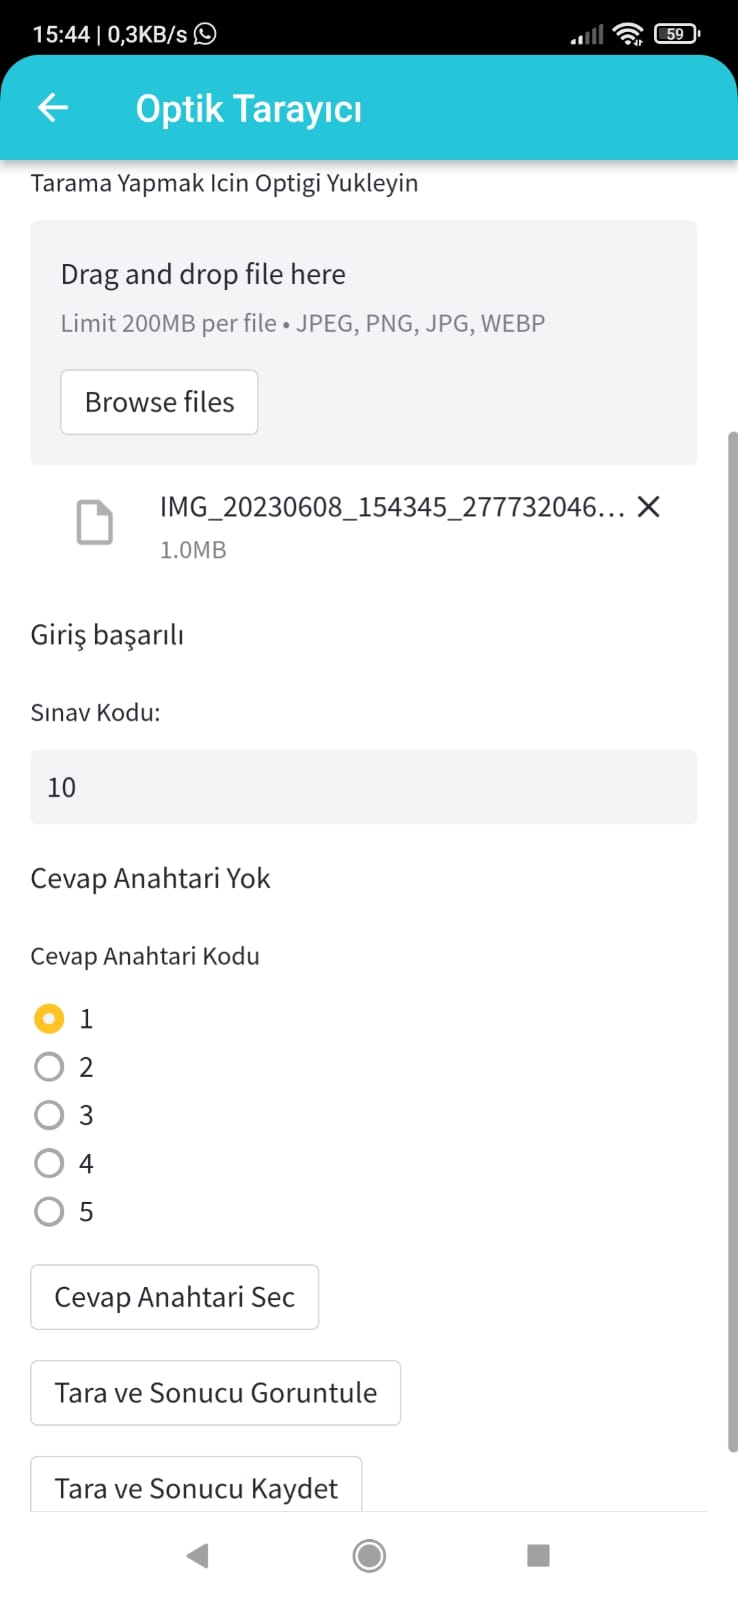 15:44 | 0,3KB/s
59
Optik Tarayıcı
Tarama Yapmak Icin Optigi Yukleyin
Drag and drop file here
Limit 200MB per file • JPEG, PNG, JPG, WEBP
Browse files
IMG_20230608_154345_277732046...
1.0MB
Giriş başarılı
Sınav Kodu:
10
Cevap Anahtari Yok
Cevap Anahtari Kodu
1
2
3
4
5
Cevap Anahtari Sec
Tara ve Sonucu Goruntule
Tara ve Sonucu Kaydet